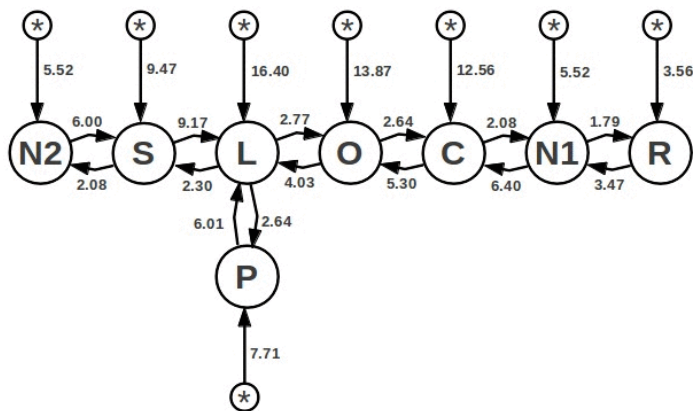 * * * * * * *
5.52 9.47 16.40 13.87 12.56 5.52 3.56
6.00 9.17 2.77 2.64 2.08 1.79
N2 S L O C N1 R
2.08 2.30 4.03 5.30 6.40 3.47
6.01 2.64
P
7.71
*